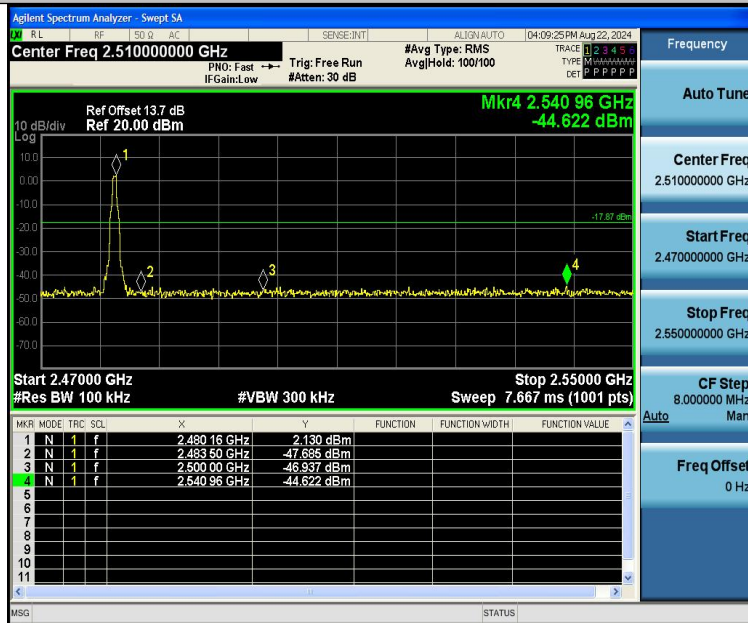 Agilent Spectrum Analyzer - Swept SA
LXI RL RF 50 Ω AC SENSE:INT ALIGN AUTO 04:09:25 PM Aug 22, 2024
Center Freq 2.510000000 GHz #Avg Type: RMS TRACE 1 2 3 4 5 6
PNO: Fast Trig: Free Run Avg|Hold: 100/100 TYPE M
IFGain:Low #Atten: 30 dB DET P P P P P P
Ref Offset 13.7 dB Mkr4 2.540 96 GHz
10 dB/div Ref 20.00 dBm -44.622 dBm
Log
10.0
0.00
-10.0
-20.0
-30.0
-40.0
-50.0
-60.0
-70.0
1
2
3
4
-17.87 dBm
Start 2.47000 GHz Stop 2.55000 GHz
#Res BW 100 kHz #VBW 300 kHz Sweep 7.667 ms (1001 pts)
MKR MODE TRC SCL X Y FUNCTION FUNCTION WIDTH FUNCTION VALUE
1 N 1 f 2.480 16 GHz 2.130 dBm
2 N 1 f 2.483 50 GHz -47.685 dBm
3 N 1 f 2.500 00 GHz -46.937 dBm
4 N 1 f 2.540 96 GHz -44.622 dBm
5
6
7
8
9
10
11
MSG STATUS
Frequency
Auto Tune
Center Freq
2.510000000 GHz
Start Freq
2.470000000 GHz
Stop Freq
2.550000000 GHz
CF Step
8.000000 MHz
Auto Man
Freq Offset
0 Hz